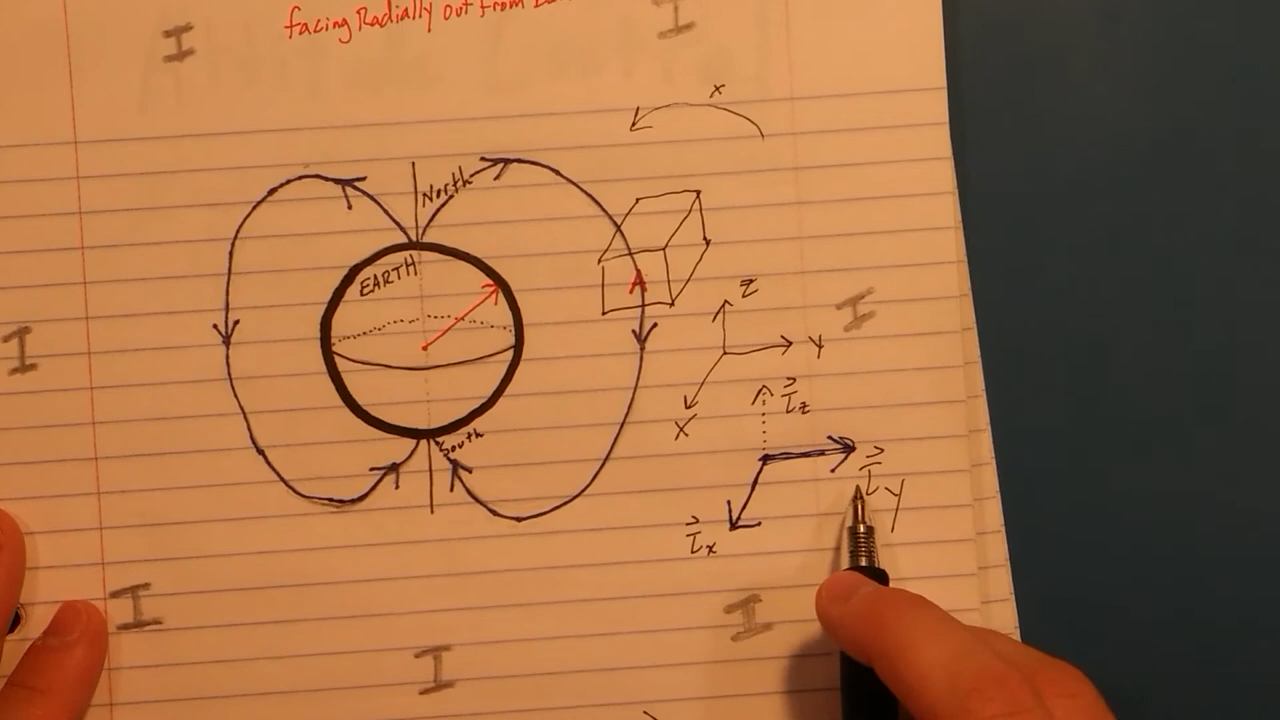 facing Radially out from
I
I
x
North
EARTH
A
Z
Y
X
I
I
τ⃗z
South
τ⃗y
τ⃗x
I
I
I